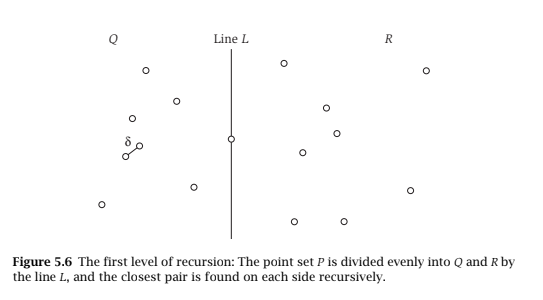 Q Line L R
δ
Figure 5.6 The first level of recursion: The point set P is divided evenly into Q and R by
the line L, and the closest pair is found on each side recursively.